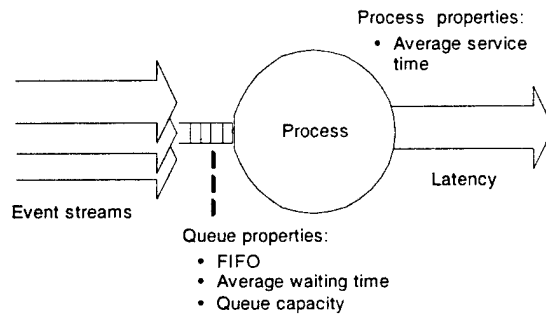 Process properties:
• Average service
time
Process
Latency
Event streams
Queue properties:
• FIFO
• Average waiting time
• Queue capacity